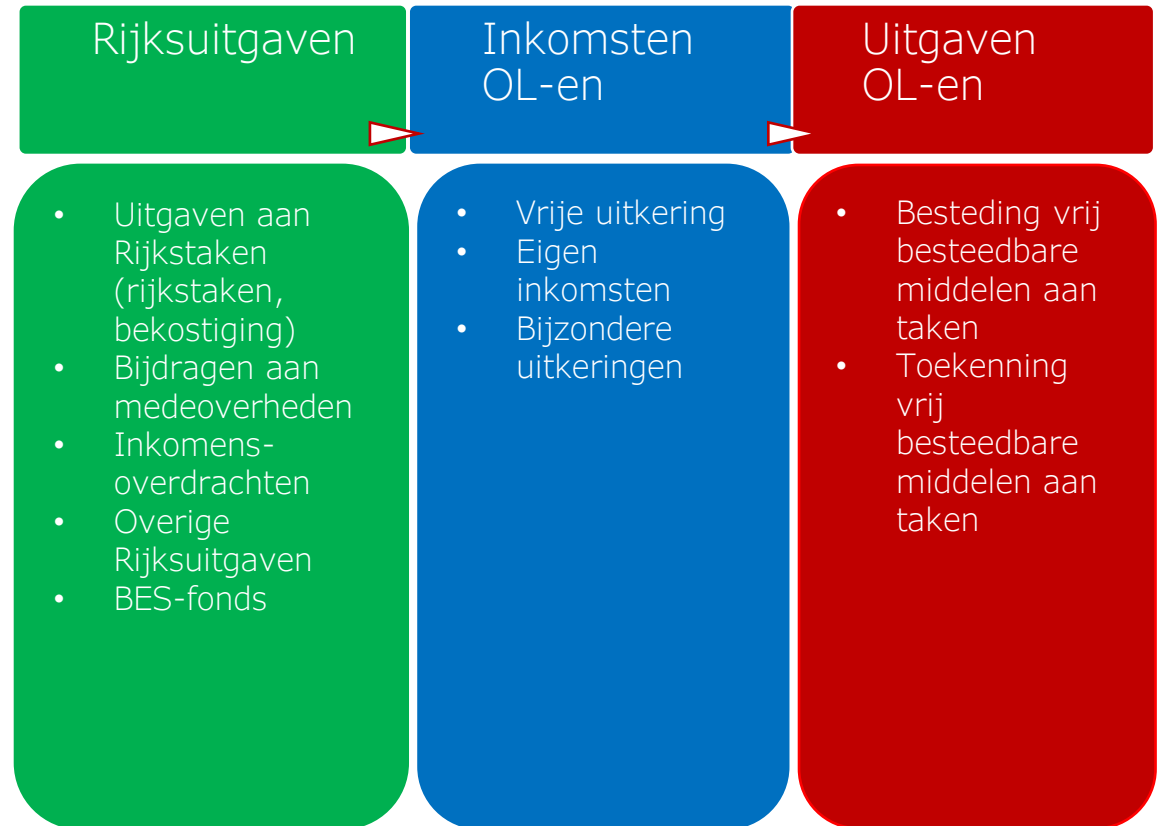 Rijksuitgaven
Inkomsten
OL-en
Uitgaven
OL-en
• Uitgaven aan
Rijkstaken
(rijkstaken,
bekostiging)
• Bijdragen aan
medeoverheden
• Inkomens-
overdrachten
• Overige
Rijksuitgaven
• BES-fonds
• Vrije uitkering
• Eigen
inkomsten
• Bijzondere
uitkeringen
• Besteding vrij
besteedbare
middelen aan
taken
• Toekenning
vrij
besteedbare
middelen aan
taken